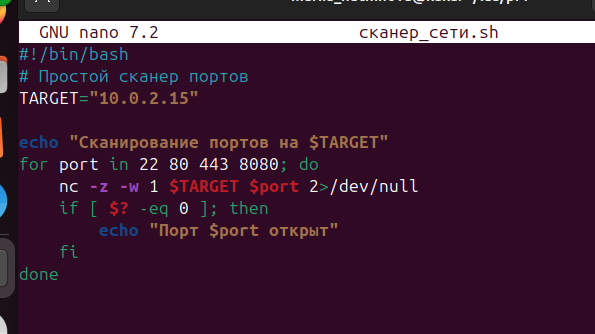 GNU nano 7.2 сканер_сети.sh
#!/bin/bash
# Простой сканер портов
TARGET="10.0.2.15"
echo "Сканирование портов на $TARGET"
for port in 22 80 443 8080; do
    nc -z -w 1 $TARGET $port 2>/dev/null
    if [ $? -eq 0 ]; then
        echo "Порт $port открыт"
    fi
done